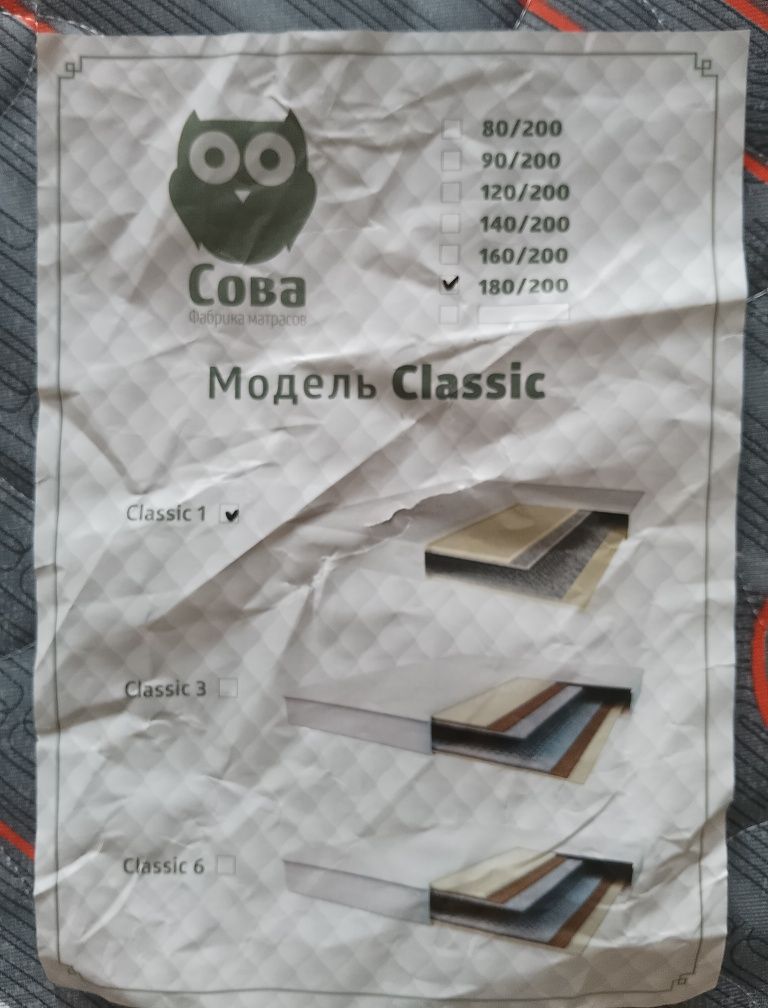 Сова
Фабрика матрасов
80/200
90/200
120/200
140/200
160/200
180/200
Модель Classic
Classic 1
Classic 3
Classic 6